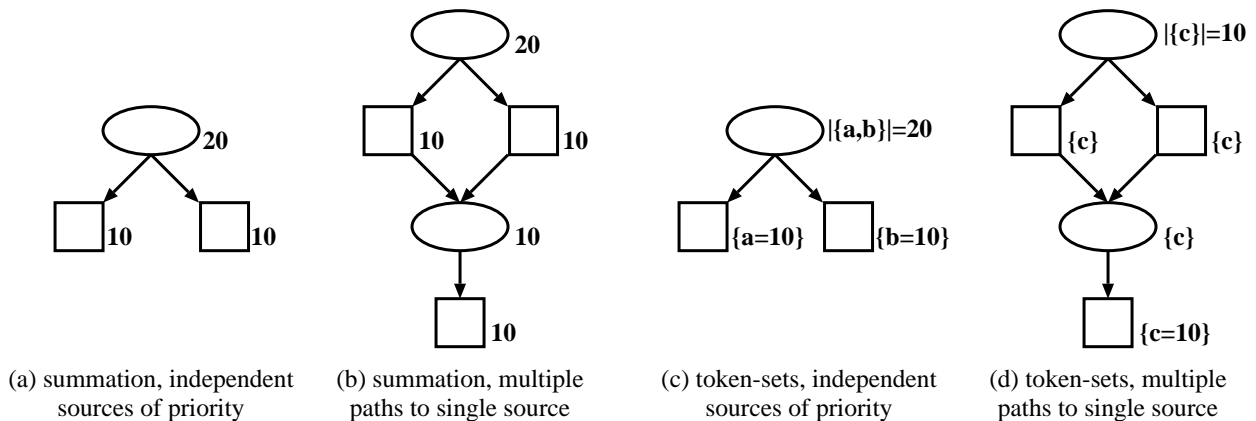 20
10
10
(a) summation, independent
sources of priority
20
10
10
10
10
(b) summation, multiple
paths to single source
|{a,b}|=20
{a=10}
{b=10}
(c) token-sets, independent
sources of priority
|{c}|=10
{c}
{c}
{c}
{c=10}
(d) token-sets, multiple
paths to single source